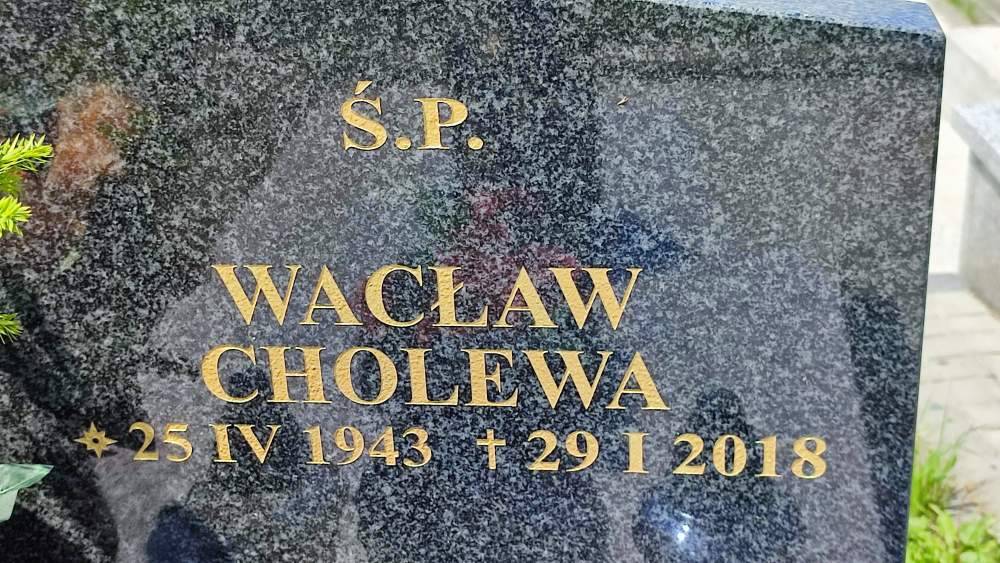 Ś.P.
WACŁAW
CHOLEWA
✶ 25 IV 1943 † 29 I 2018